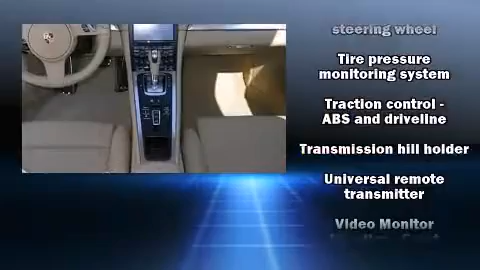 steering wheel
Tire pressure
monitoring system
Traction control -
ABS and driveline
Transmission hill holder
Universal remote
transmitter
Video Monitor